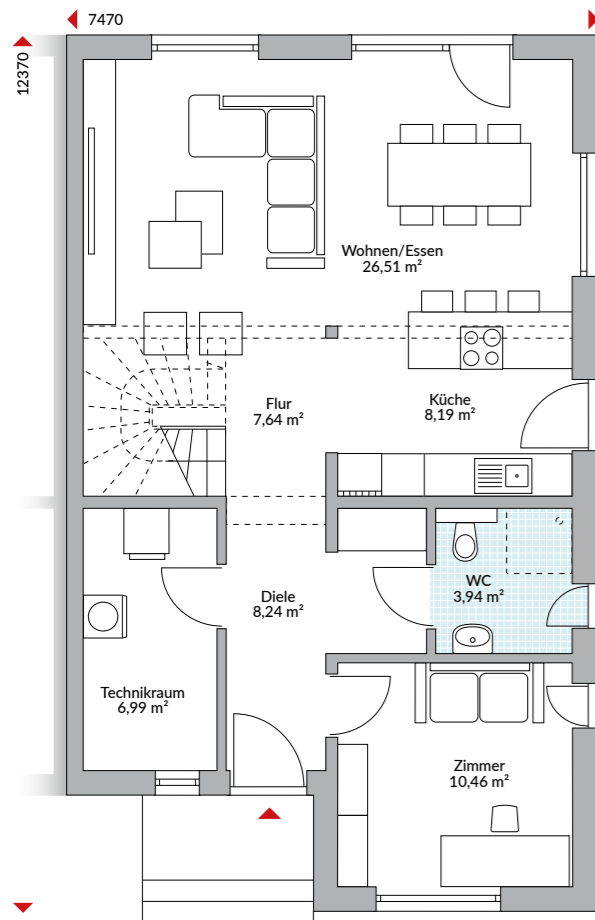 7470
12370
Wohnen/Essen
26,51 m²
Flur
7,64 m²
Küche
8,19 m²
Diele
8,24 m²
WC
3,94 m²
Technikraum
6,99 m²
Zimmer
10,46 m²